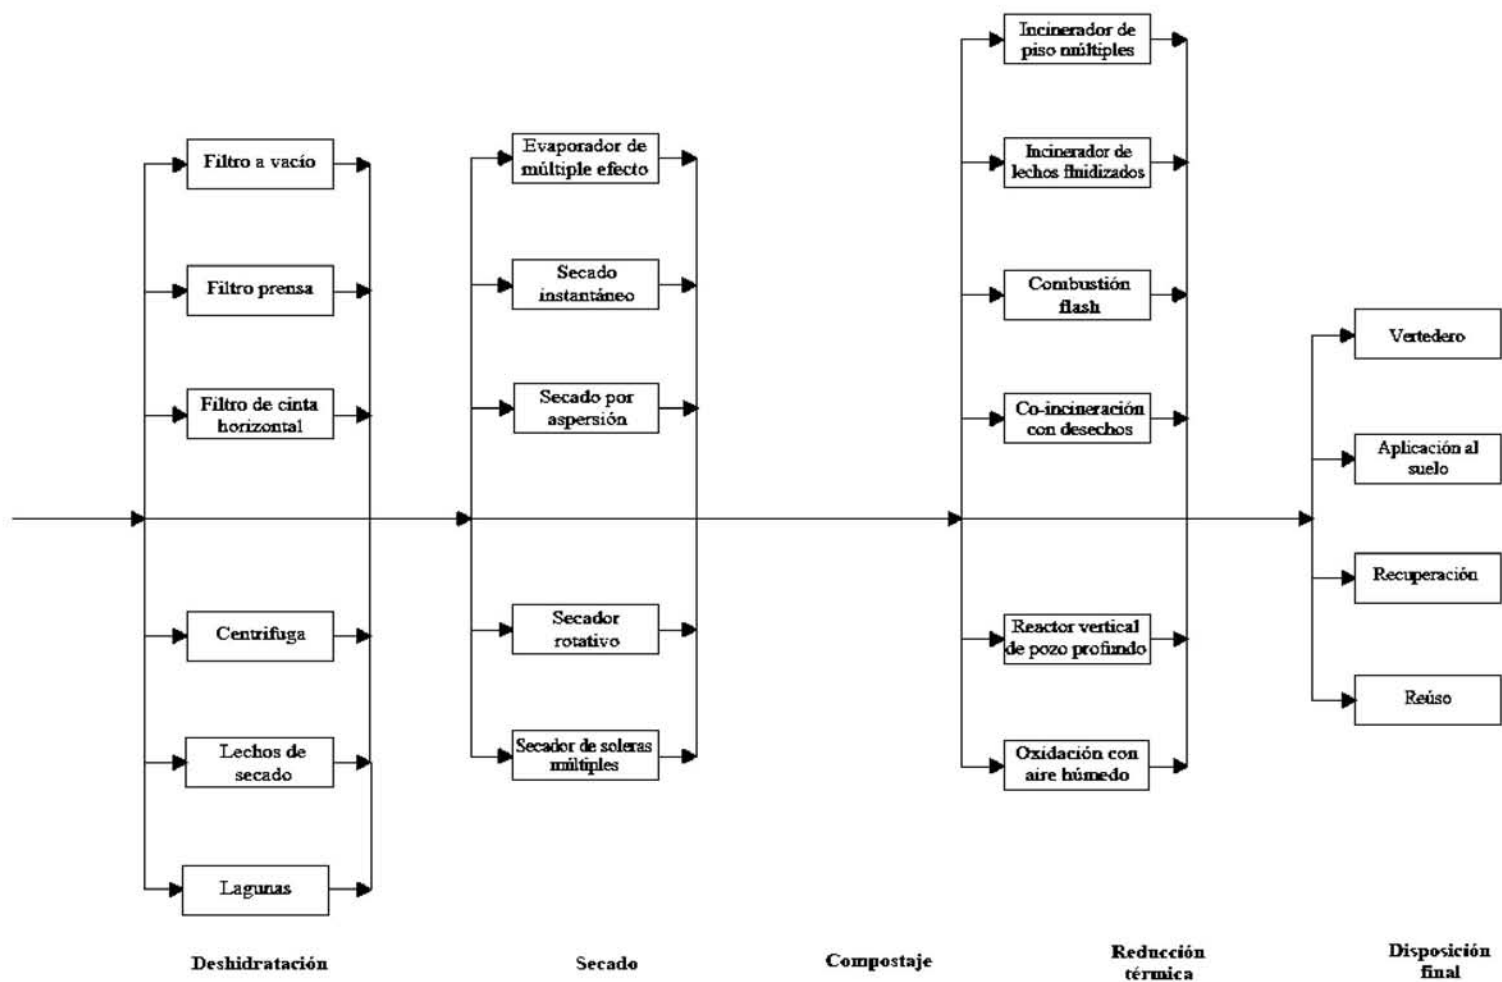 Filtro a vacío
Filtro prensa
Filtro de cinta
horizontal
Centrifuga
Lechos de
secado
Lagunas
Deshidratación
Evaporador de
múltiple efecto
Secado
instantáneo
Secado por
aspersión
Secador
rotativo
Secador de soleras
múltiples
Secado
Compostaje
Incinerador de
piso múltiples
Incinerador de
lechos fluidizados
Combustión
flash
Co-incineración
con desechos
Reactor vertical
de pozo profundo
Oxidación con
aire húmedo
Reducción
térmica
Vertedero
Aplicación al
suelo
Recuperación
Reúso
Disposición
final